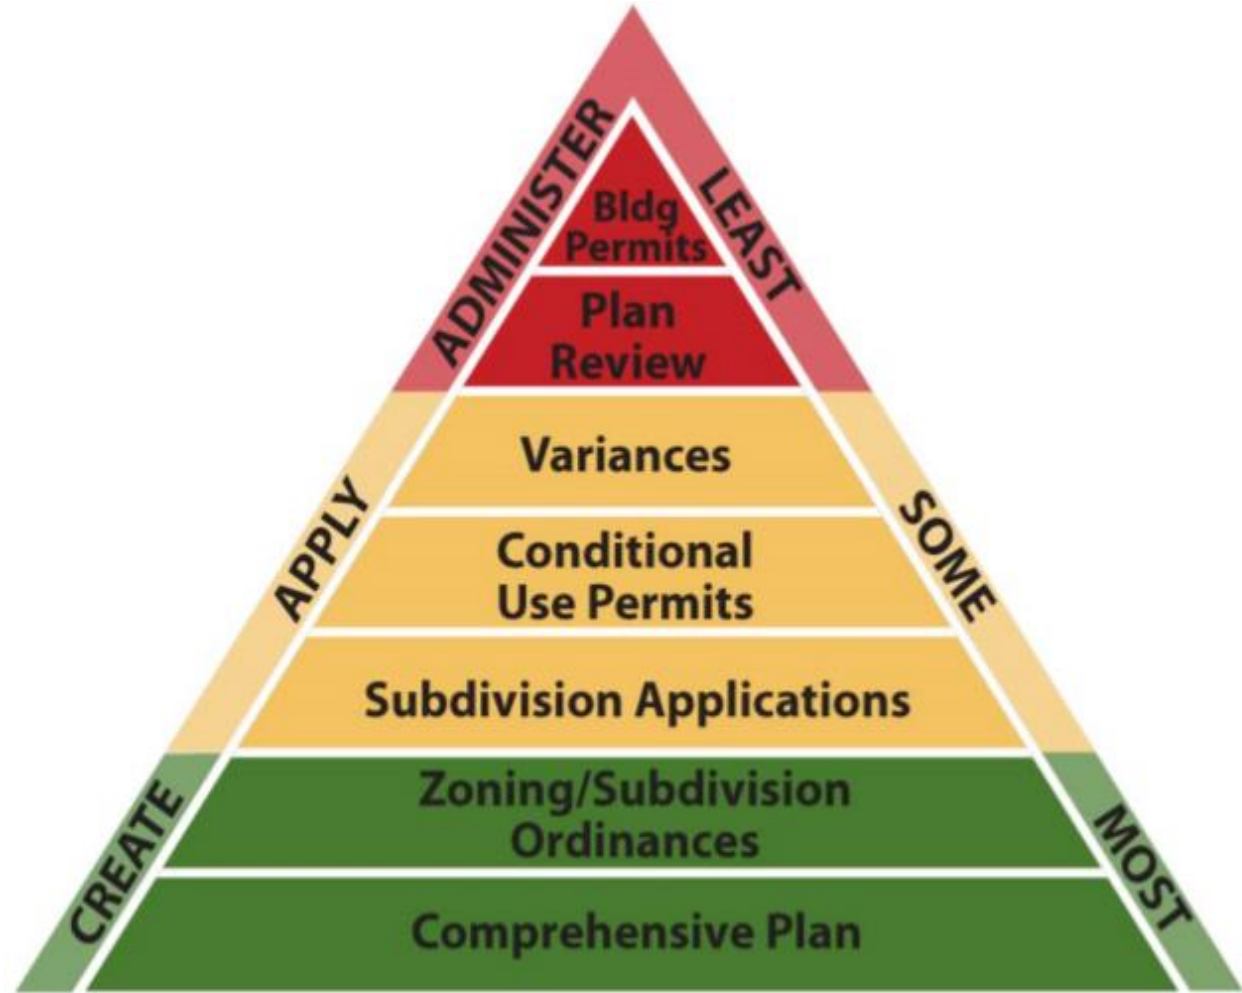 ADMINISTER
LEAST
Bldg
Permits
Plan
Review
APPLY
SOME
Variances
Conditional
Use Permits
Subdivision Applications
CREATE
MOST
Zoning/Subdivision
Ordinances
Comprehensive Plan